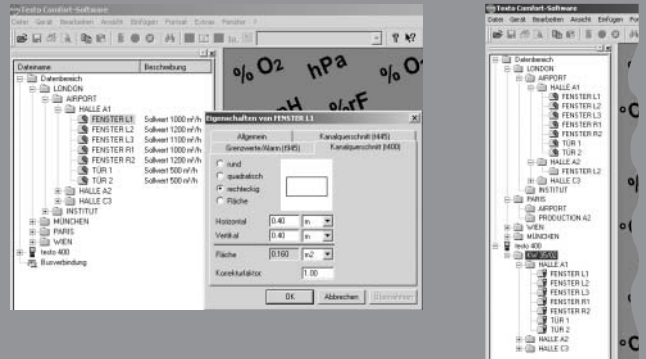 Testo Comfort-Software
Datei Gerät Bearbeiten Ansicht Einfügen Format Extras Fenster ?
Dateiname Beschreibung
Datenbereich
LONDON
AIRPORT
HALLE A1
FENSTER L1 Sollwert 1000 m³/h
FENSTER L2 Sollwert 1200 m³/h
FENSTER L3 Sollwert 1100 m³/h
FENSTER R1 Sollwert 1000 m³/h
FENSTER R2 Sollwert 1200 m³/h
TÜR 1 Sollwert 500 m³/h
TÜR 2 Sollwert 500 m³/h
HALLE A2
HALLE C3
INSTITUT
MÜNCHEN
PARIS
WIEN
testo 400
Busverbindung
% O2 hPa % O
pH %rF
Eigenschaften von FENSTER L1
Allgemein Kanalquerschnitt (t445)
Grenzwerte/Alarm (t945) Kanalquerschnitt (t400)
rund
quadratisch
rechteckig
Fläche
Horizontal 0.40 m
Vertikal 0.40 m
Fläche 0.160 m2
Korrekturfaktor: 1.00
OK Abbrechen Übernehmen
Testo Comfort-Software
Datei Gerät Bearbeiten Ansicht Einfügen For
Datenbereich
LONDON
AIRPORT
HALLE A1
FENSTER L1
FENSTER L2
FENSTER L3
FENSTER R1
FENSTER R2
TÜR 1
TÜR 2
HALLE A2
FENSTER L2
HALLE C3
INSTITUT
PARIS
AIRPORT
PRODUCTION A2
WIEN
MÜNCHEN
testo 400
HALLE A1
FENSTER L1
FENSTER L2
FENSTER L3
FENSTER R1
FENSTER R2
TÜR 1
TÜR 2
HALLE A2
HALLE C3